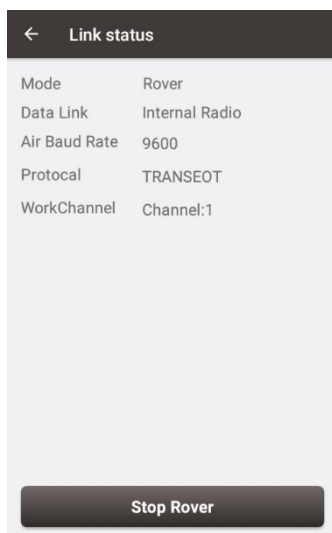 Link status
Mode Rover
Data Link Internal Radio
Air Baud Rate 9600
Protocal TRANSEOT
WorkChannel Channel:1
Stop Rover